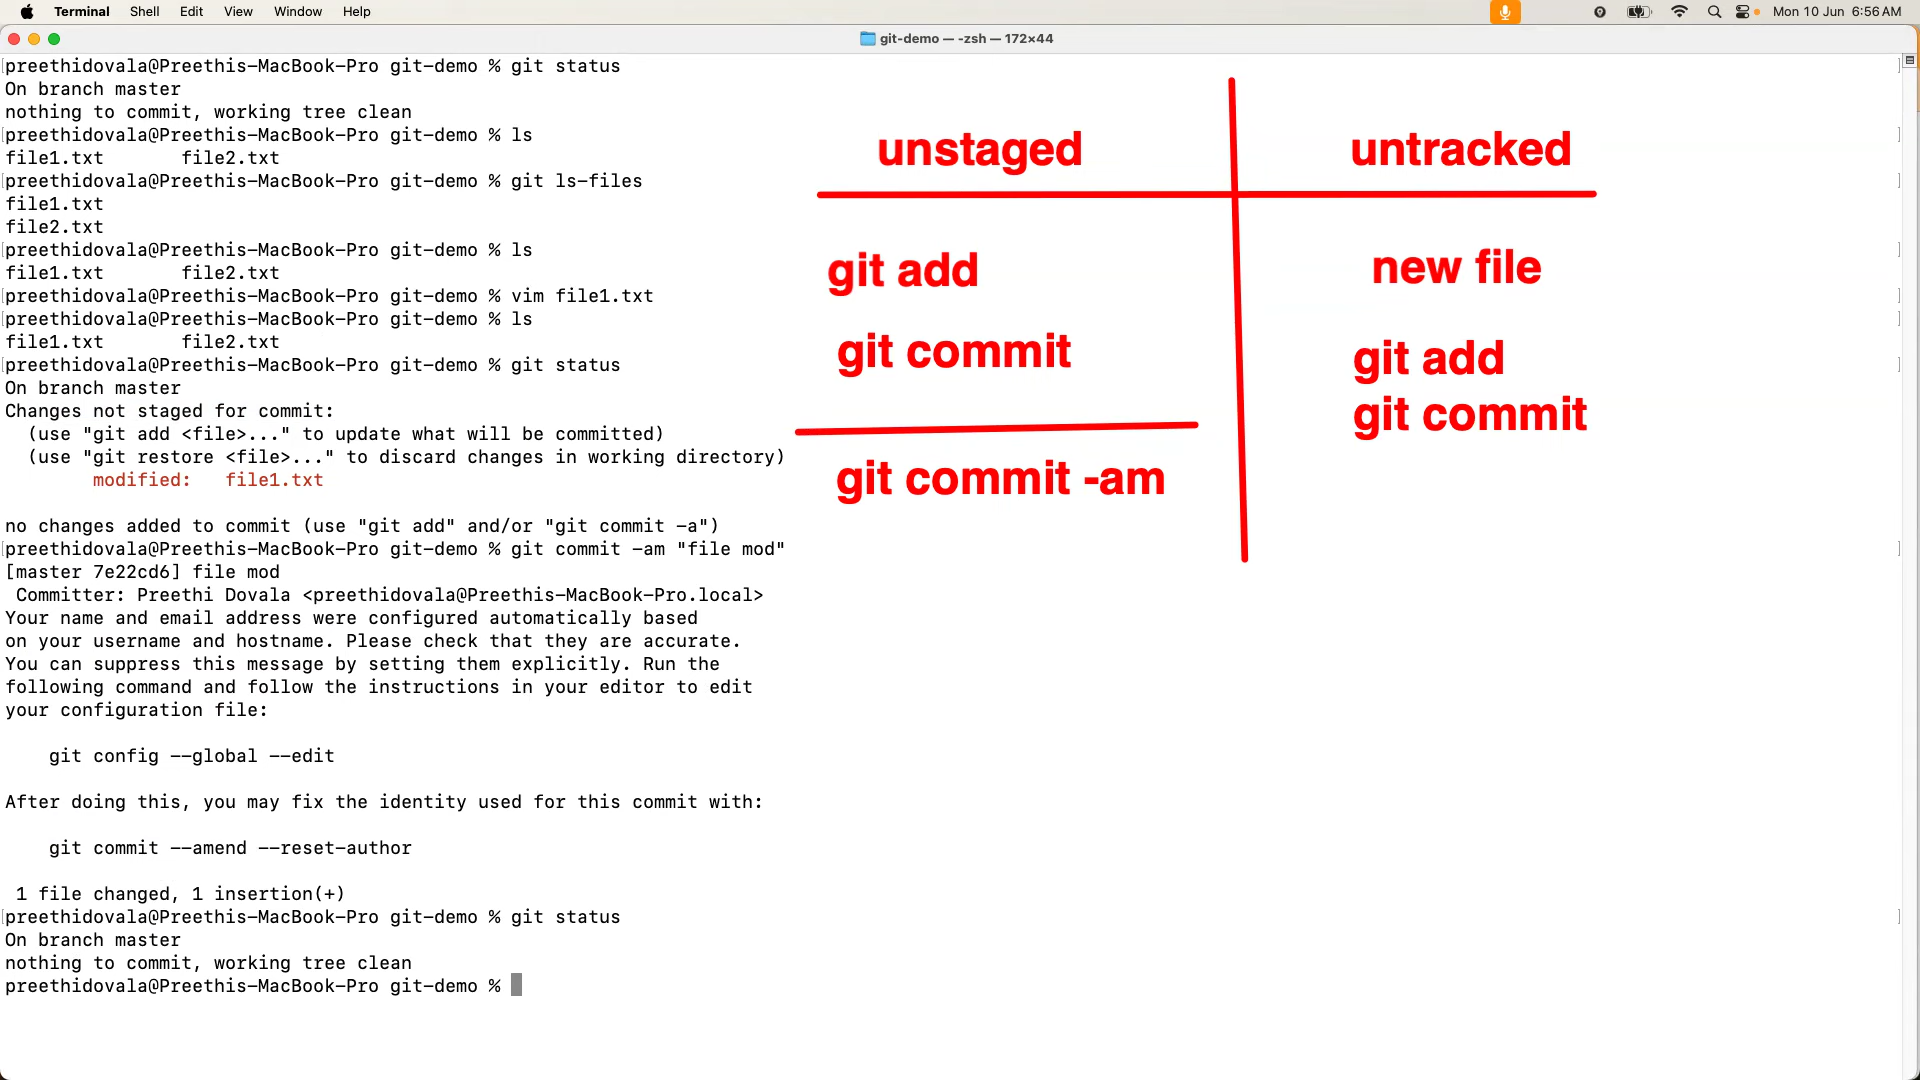 Terminal Shell Edit View Window Help Mon 10 Jun 6:56 AM
git-demo — -zsh — 172×44
preethidovala@Preethis-MacBook-Pro git-demo % git status
On branch master
nothing to commit, working tree clean
preethidovala@Preethis-MacBook-Pro git-demo % ls
file1.txt file2.txt
preethidovala@Preethis-MacBook-Pro git-demo % git ls-files
file1.txt
file2.txt
preethidovala@Preethis-MacBook-Pro git-demo % ls
file1.txt file2.txt
preethidovala@Preethis-MacBook-Pro git-demo % vim file1.txt
preethidovala@Preethis-MacBook-Pro git-demo % ls
file1.txt file2.txt
preethidovala@Preethis-MacBook-Pro git-demo % git status
On branch master
Changes not staged for commit:
(use "git add <file>..." to update what will be committed)
(use "git restore <file>..." to discard changes in working directory)
modified: file1.txt
no changes added to commit (use "git add" and/or "git commit -a")
preethidovala@Preethis-MacBook-Pro git-demo % git commit -am "file mod"
[master 7e22cd6] file mod
Committer: Preethi Dovala <preethidovala@Preethis-MacBook-Pro.local>
Your name and email address were configured automatically based
on your username and hostname. Please check that they are accurate.
You can suppress this message by setting them explicitly. Run the
following command and follow the instructions in your editor to edit
your configuration file:
git config --global --edit
After doing this, you may fix the identity used for this commit with:
git commit --amend --reset-author
1 file changed, 1 insertion(+)
preethidovala@Preethis-MacBook-Pro git-demo % git status
On branch master
nothing to commit, working tree clean
preethidovala@Preethis-MacBook-Pro git-demo %
unstaged
git add
git commit
git commit -am
untracked
new file
git add
git commit